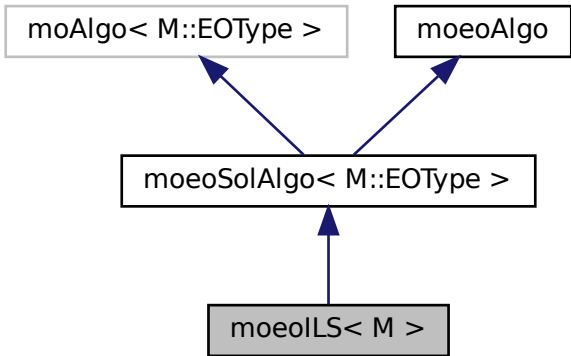 moAlgo< M::EOType >
moeoAlgo
moeoSolAlgo< M::EOType >
moeoILS< M >